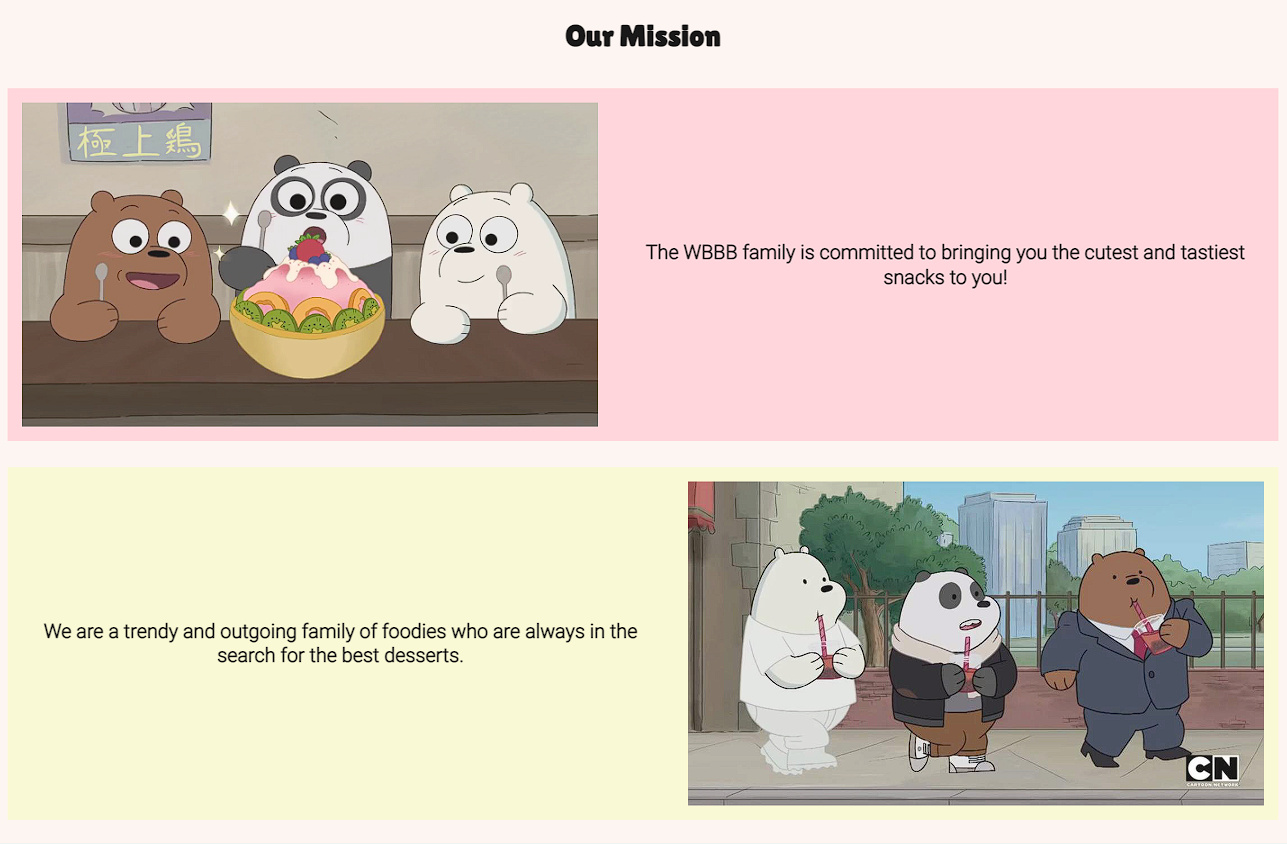 Our Mission
極上鶏
The WBBB family is committed to bringing you the cutest and tastiest
snacks to you!
We are a trendy and outgoing family of foodies who are always in the
search for the best desserts.
CN
CARTOON NETWORK